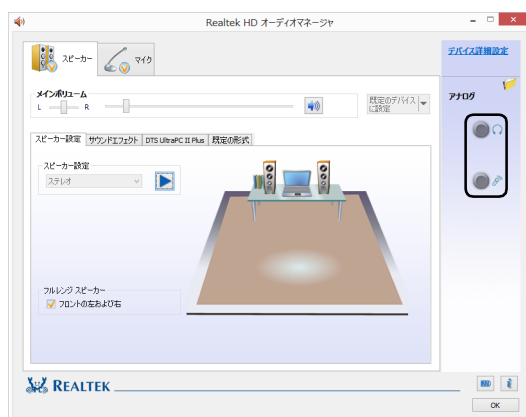 Realtek HD オーディオマネージャ
スピーカー
マイク
デバイス詳細設定
メインボリューム
L
R
既定のデバイス
に設定
アナログ
スピーカー設定
サウンドエフェクト
DTS UltraPC II Plus
既定の形式
スピーカー設定
ステレオ
フルレンジ スピーカー
フロントの左および右
REALTEK
OK